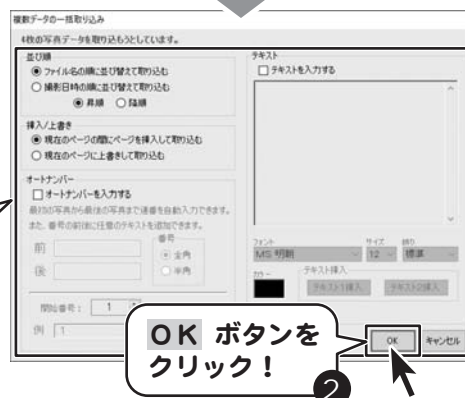 複数データの一括取り込み
4枚の写真データを取り込もうとしています。
並び順
ファイル名の順に並び替えて取り込む
撮影日時の順に並び替えて取り込む
昇順 降順
挿入/上書き
現在のページの間にページを挿入して取り込む
現在のページに上書きして取り込む
オートナンバー
オートナンバーを入力する
最初の写真から最後の写真まで連番を自動入力できます。
また、番号の前後に任意のテキストを追加できます。
前
後
番号
全角
半角
開始番号： 1
例 1
テキスト
テキストを入力する
フォント サイズ 飾り
MS 明朝 12 標準
カラー テキスト挿入
テキスト1挿入 テキスト2挿入
OK キャンセル
OK ボタンを
クリック！
2